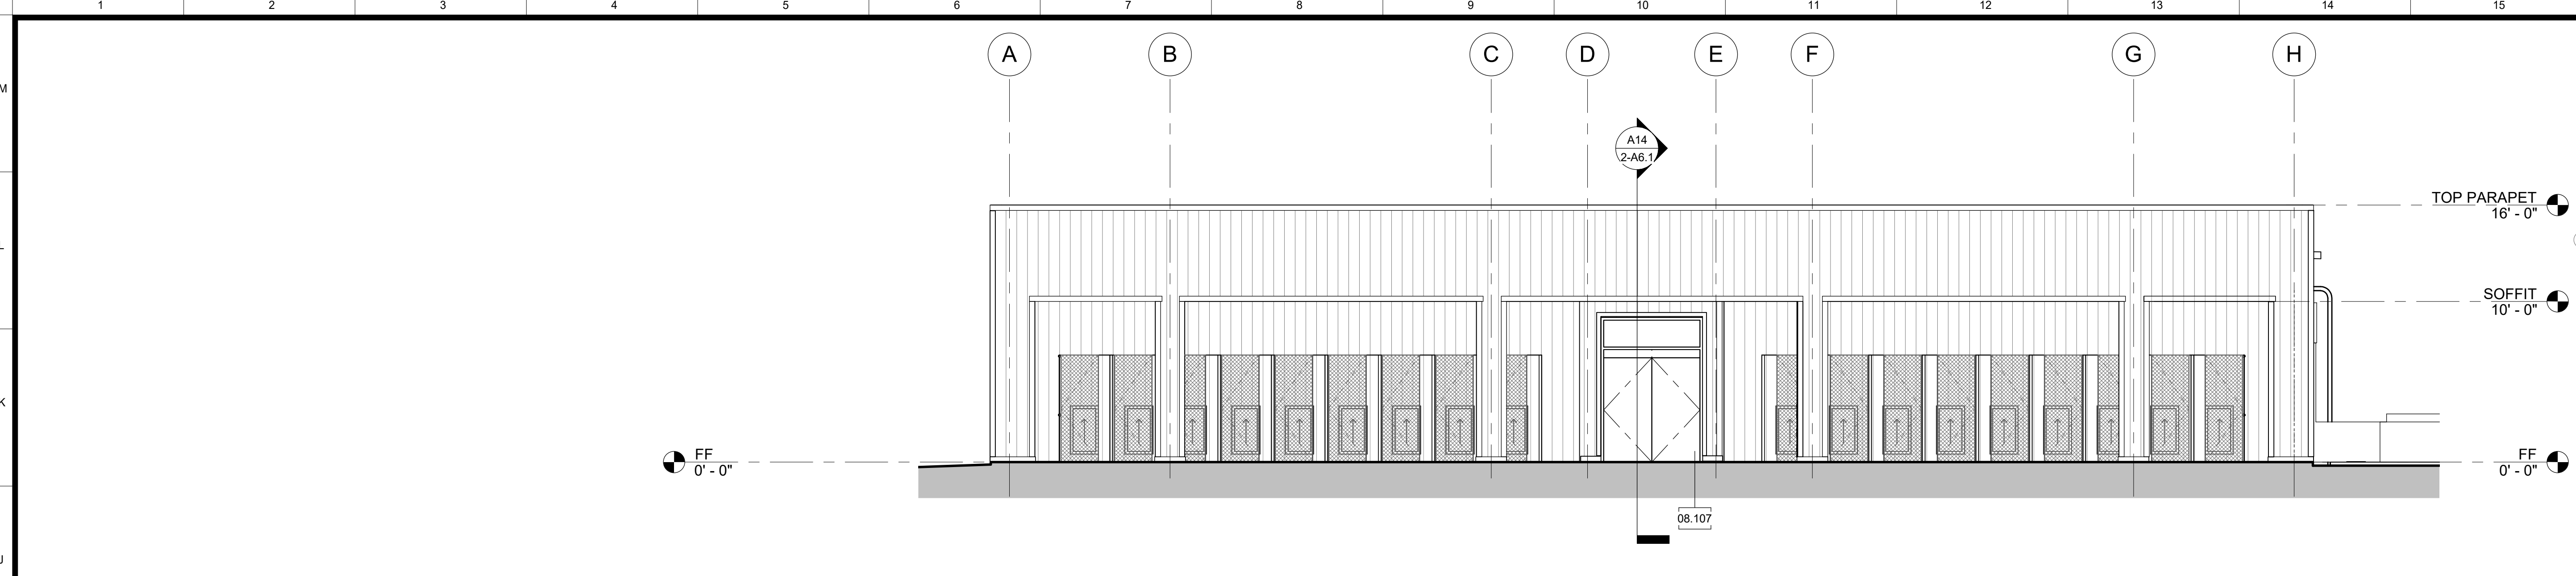 1 2 3 4 5 6 7 8 9 10 11 12 13 14 15
A B C D E F G H
M
A14
2-A6.1
TOP PARAPET
16' - 0"
SOFFIT
10' - 0"
K
FF
0' - 0"
FF
0' - 0"
08.107
J